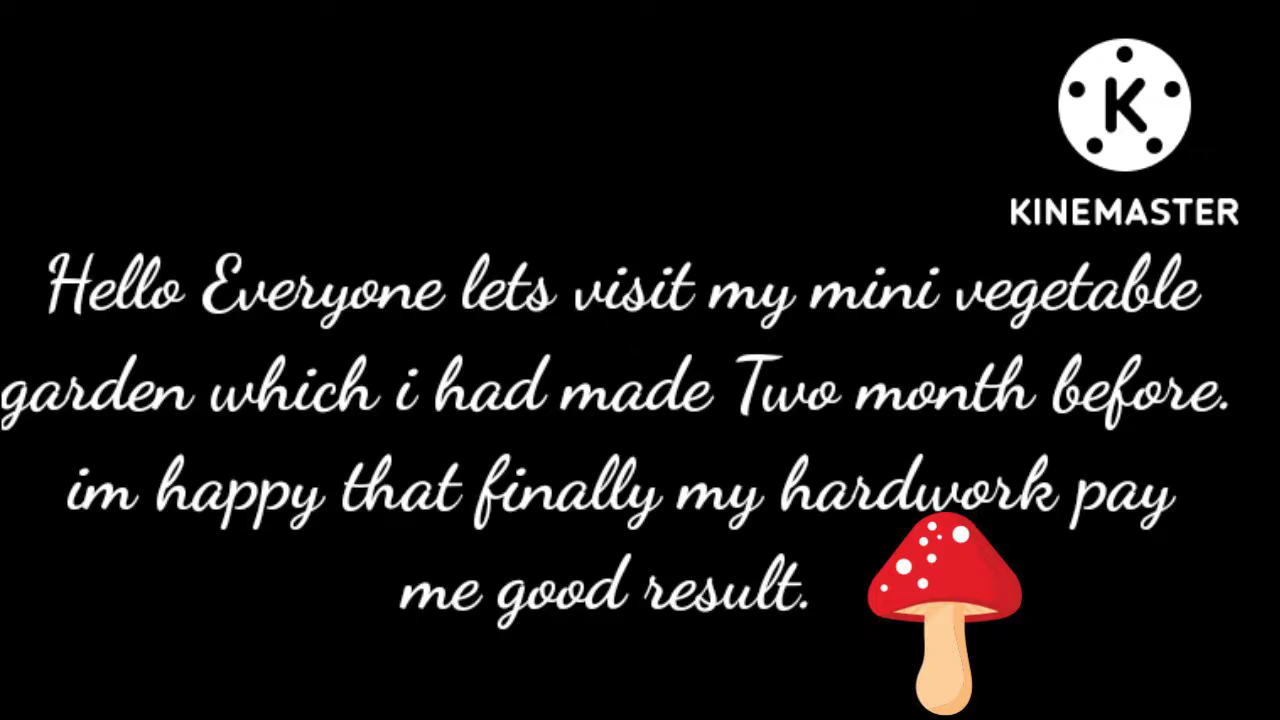 K
KINEMASTER
Hello Everyone lets visit my mini vegetable
garden which i had made Two month before.
im happy that finally my hardwork pay
me good result.